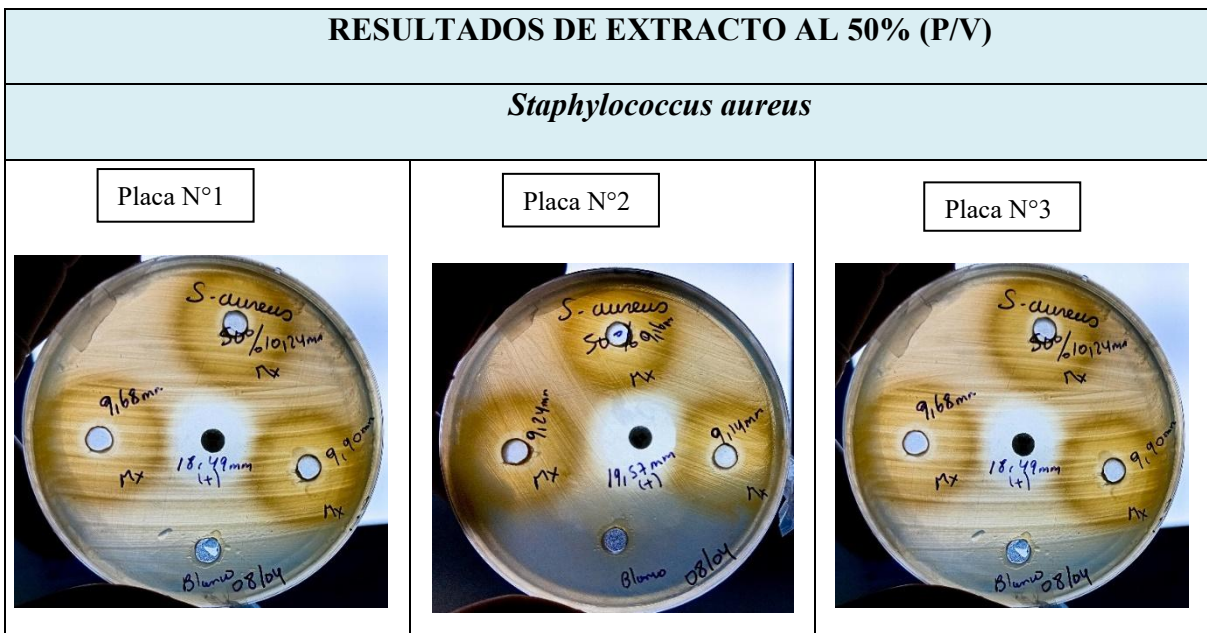 RESULTADOS DE EXTRACTO AL 50% (P/V)
Staphylococcus aureus
Placa N°1
Placa N°2
Placa N°3
S-aureus
50%
10,24mm
Mx
9,68mm
Mx
18,49mm
(+)
9,90mm
Mx
Blanco 08/04
S-aureus
50%
9,16mm
Mx
9,24mm
Mx
19,57mm
(+)
9,14mm
Mx
Blanco 08/04
S-aureus
50%
10,24mm
Mx
9,68mm
Mx
18,49mm
(+)
9,90mm
Mx
Blanco 08/04